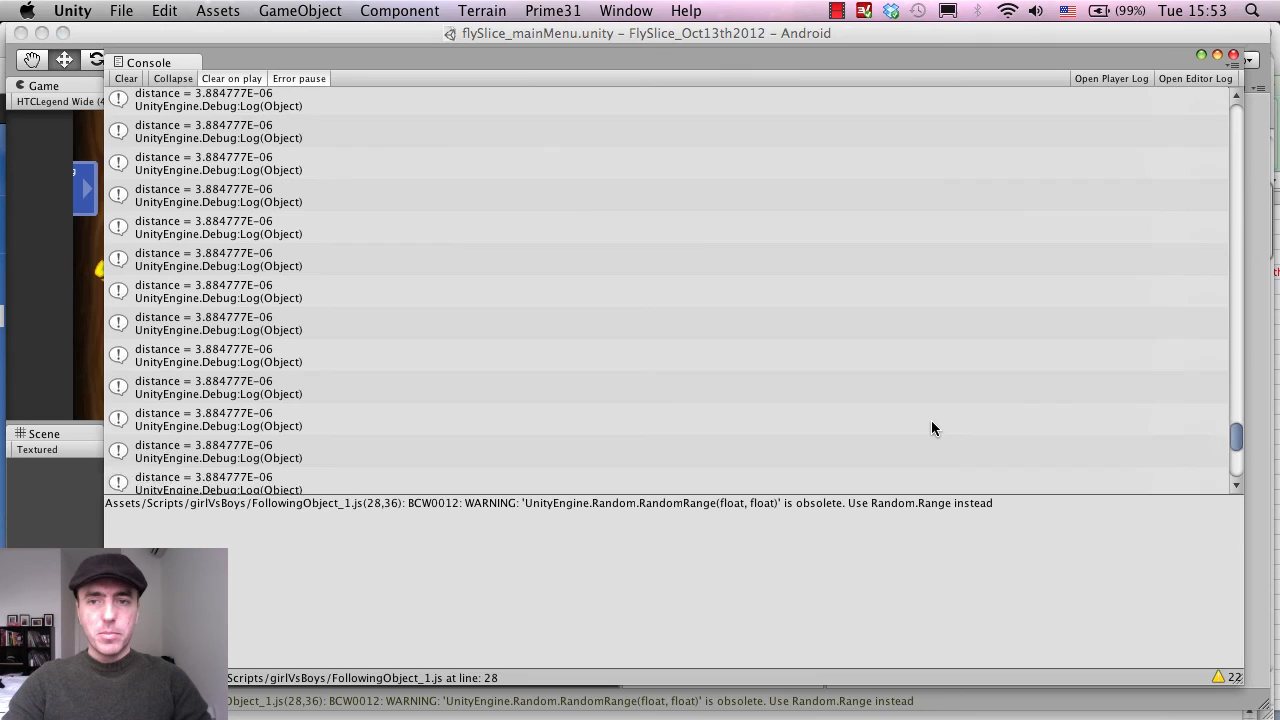 Unity File Edit Assets GameObject Component Terrain Prime31 Window Help (99%) Tue 15:53
flySlice_mainMenu.unity – FlySlice_Oct13th2012 – Android
Console
Clear Collapse Clear on play Error pause Open Player Log Open Editor Log
Game
HTCLegend Wide (4
distance = 3.884777E-06
UnityEngine.Debug:Log(Object)
distance = 3.884777E-06
UnityEngine.Debug:Log(Object)
distance = 3.884777E-06
UnityEngine.Debug:Log(Object)
distance = 3.884777E-06
UnityEngine.Debug:Log(Object)
distance = 3.884777E-06
UnityEngine.Debug:Log(Object)
distance = 3.884777E-06
UnityEngine.Debug:Log(Object)
distance = 3.884777E-06
UnityEngine.Debug:Log(Object)
distance = 3.884777E-06
UnityEngine.Debug:Log(Object)
distance = 3.884777E-06
UnityEngine.Debug:Log(Object)
distance = 3.884777E-06
UnityEngine.Debug:Log(Object)
distance = 3.884777E-06
UnityEngine.Debug:Log(Object)
distance = 3.884777E-06
UnityEngine.Debug:Log(Object)
distance = 3.884777E-06
UnityEngine.Debug:Log(Object)
Scene
Textured
Assets/Scripts/girlVsBoys/FollowingObject_1.js(28,36): BCW0012: WARNING: 'UnityEngine.Random.RandomRange(float, float)' is obsolete. Use Random.Range instead
Scripts/girlVsBoys/FollowingObject_1.js at line: 28
22
Object_1.js(28,36): BCW0012: WARNING: 'UnityEngine.Random.RandomRange(float, float)' is obsolete. Use Random.Range instead